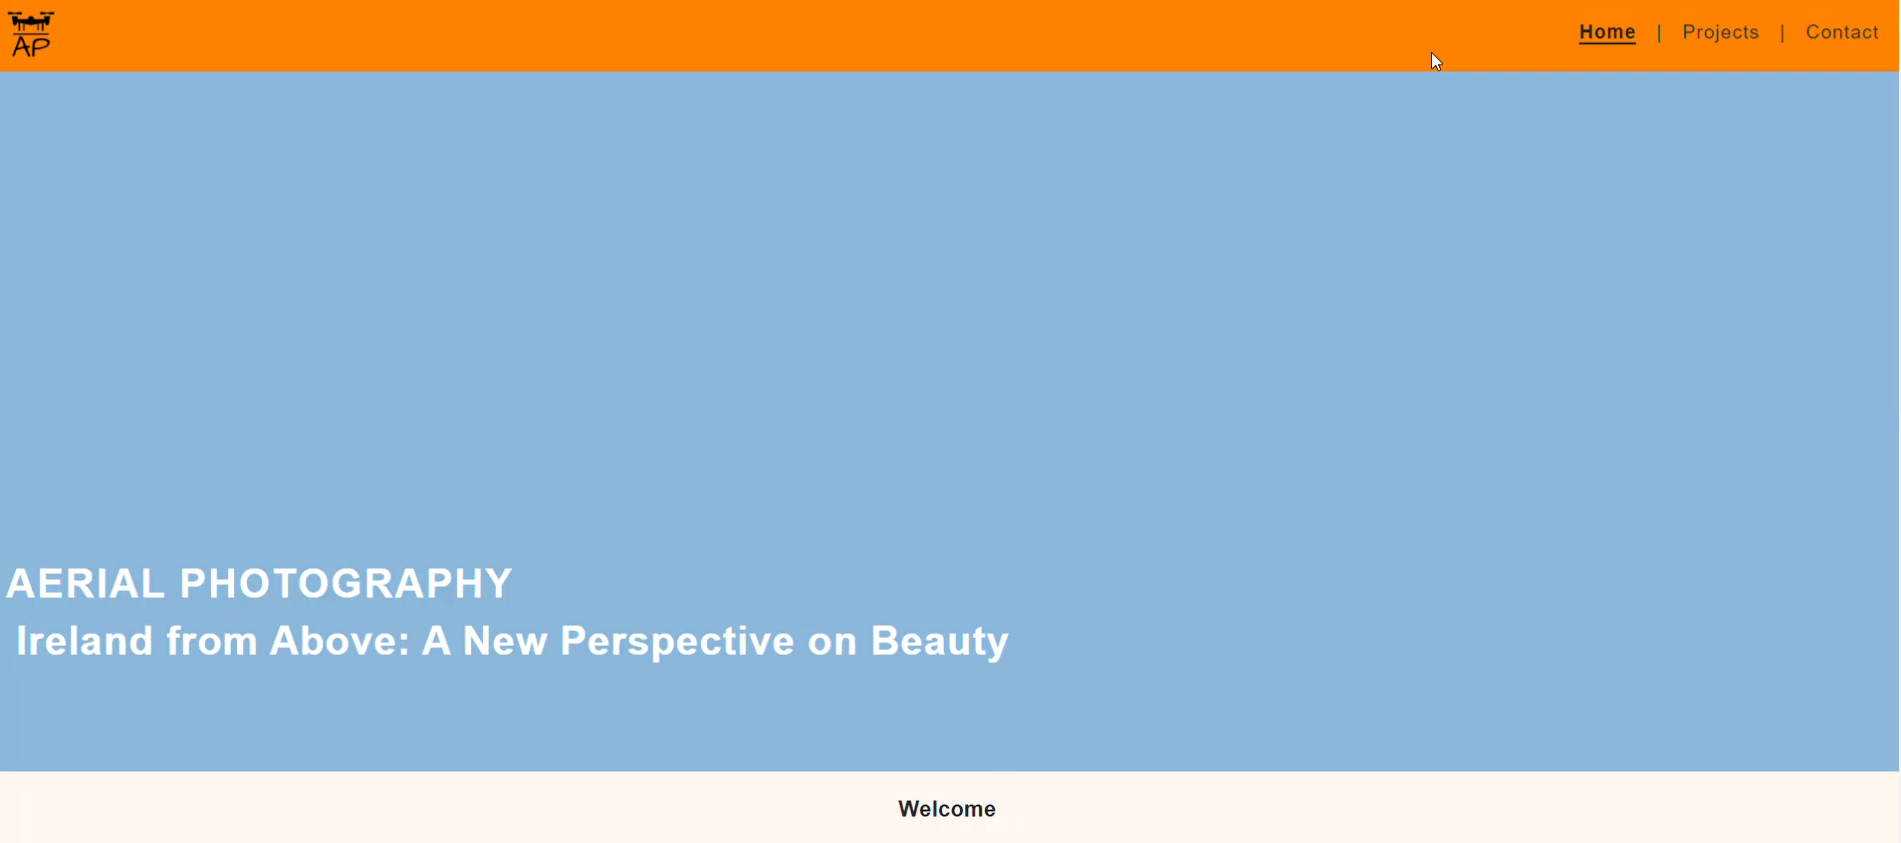 AP
Home | Projects | Contact
AERIAL PHOTOGRAPHY
Ireland from Above: A New Perspective on Beauty
Welcome